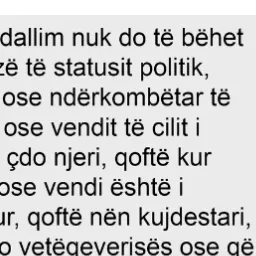 dallim nuk do të bëhet
zë të statusit politik,
ose ndërkombëtar të
ose vendit të cilit i
çdo njeri, qoftë kur
ose vendi është i
ur, qoftë nën kujdestari,
o vetëqeverisës ose që